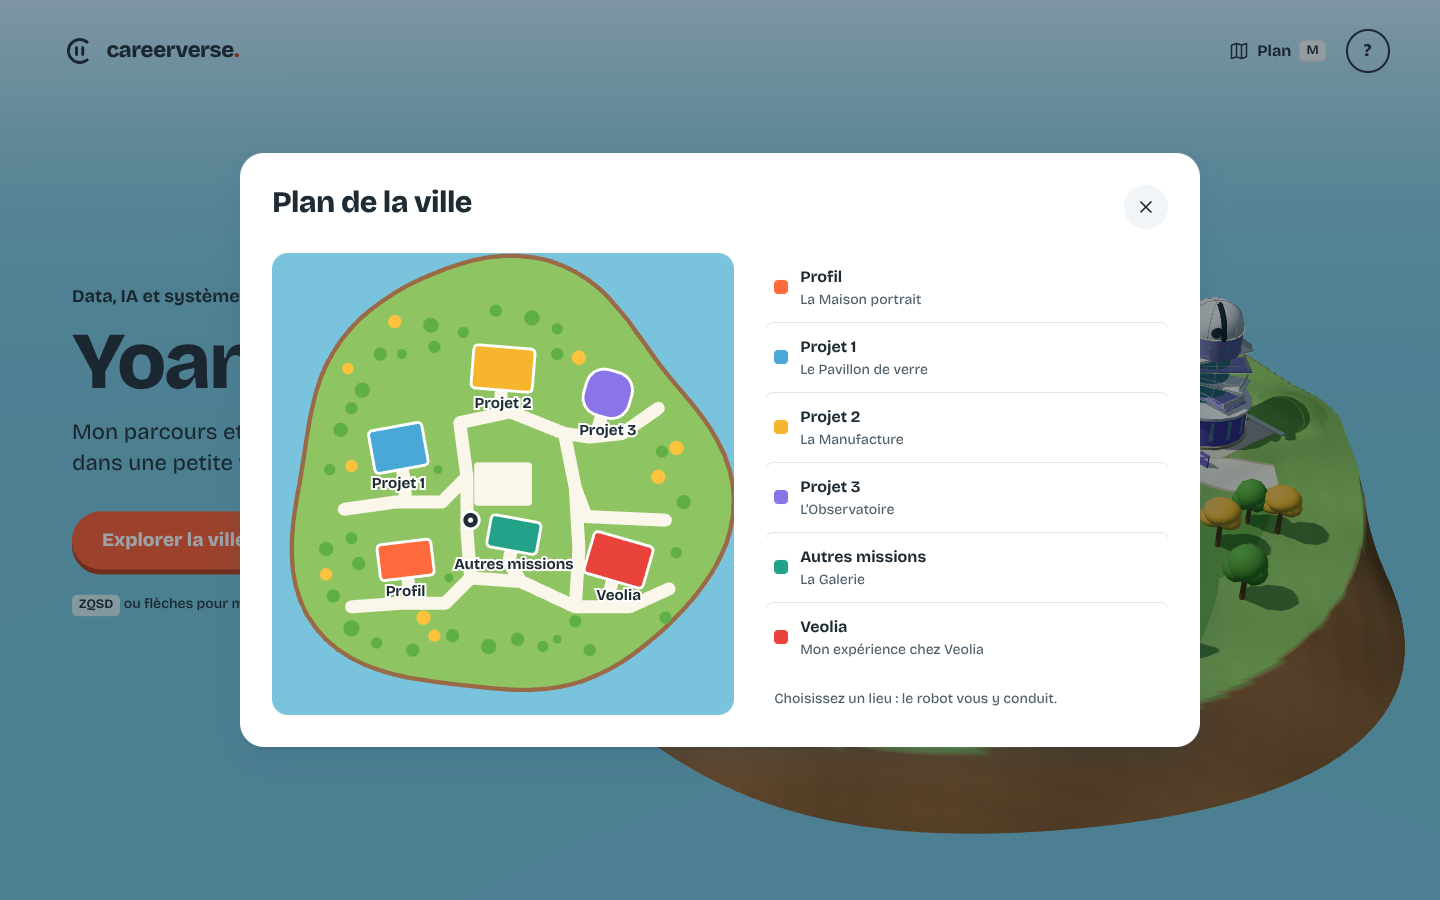 careerverse.
Plan M ?
Plan de la ville
Data, IA et système
Yoan
Mon parcours et
dans une petite
Explorer la ville
ZQSD ou flèches pour
Projet 2
Projet 3
Projet 1
Autres missions
Profil
Veolia
Profil
La Maison portrait
Projet 1
Le Pavillon de verre
Projet 2
La Manufacture
Projet 3
L'Observatoire
Autres missions
La Galerie
Veolia
Mon expérience chez Veolia
Choisissez un lieu : le robot vous y conduit.